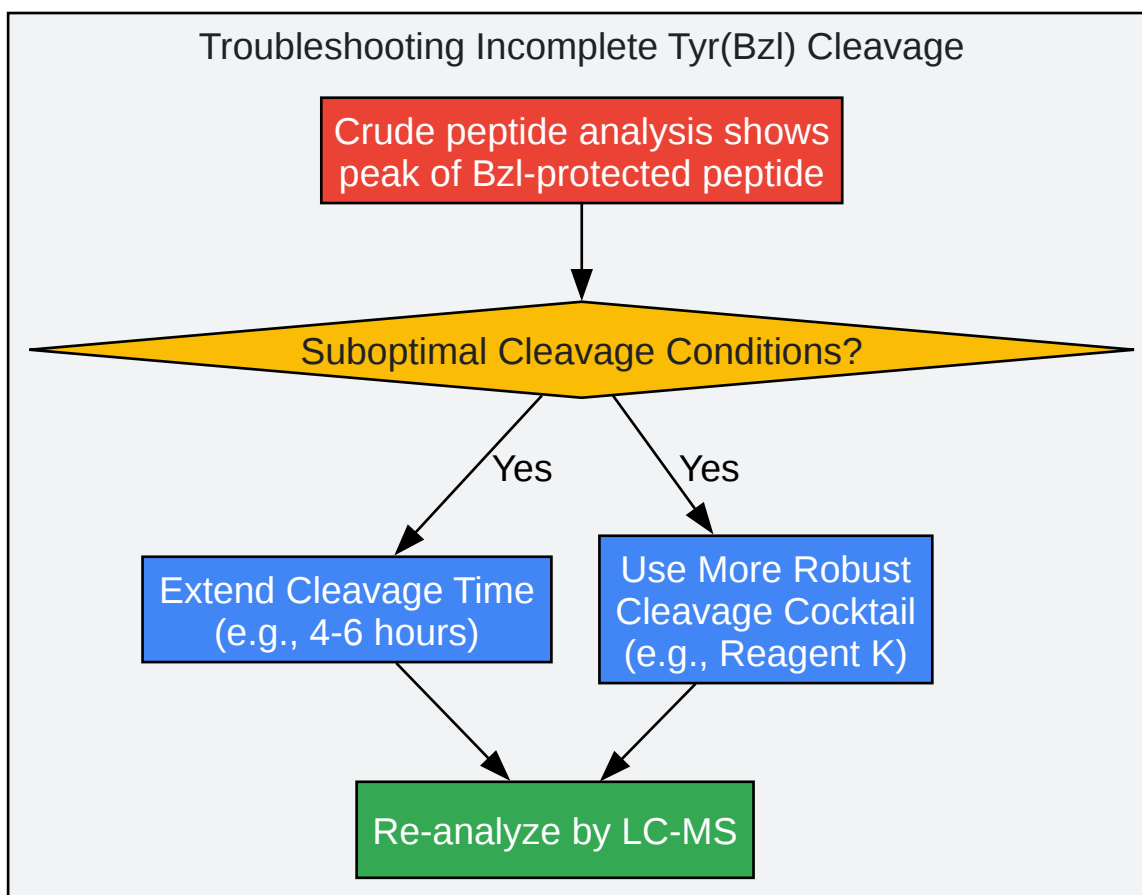 Troubleshooting Incomplete Tyr(Bzl) Cleavage
Crude peptide analysis shows
peak of Bzl-protected peptide
Suboptimal Cleavage Conditions?
Yes
Yes
Extend Cleavage Time
(e.g., 4-6 hours)
Use More Robust
Cleavage Cocktail
(e.g., Reagent K)
Re-analyze by LC-MS